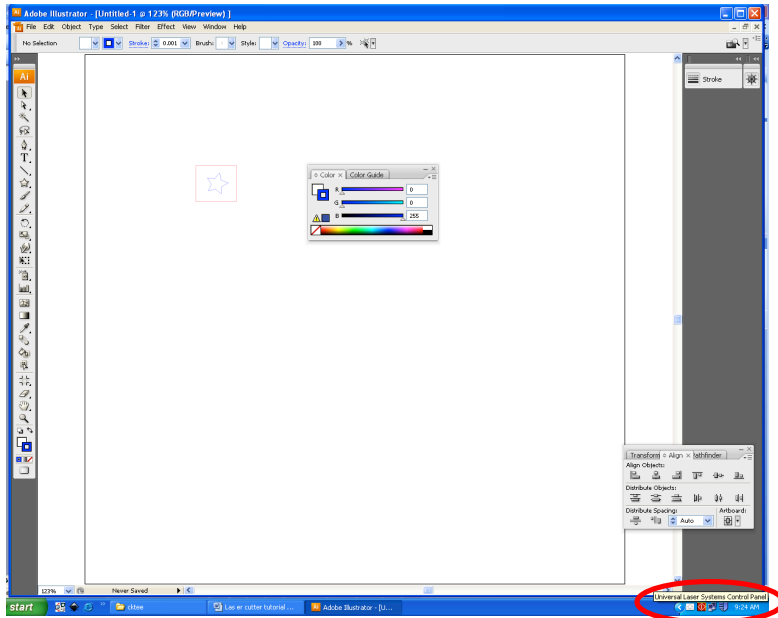 Adobe Illustrator - [Untitled-1 @ 123% (RGB/Preview) ]
File Edit Object Type Select Filter Effect View Window Help
No Selection Stroke: 0.001 Brush: Style: Opacity: 100 %
Ai
Stroke
Color × Color Guide
R 0
G 0
B 255
Transform Align × Pathfinder
Align Objects:
Distribute Objects:
Distribute Spacing: Artboard:
Auto
123% Never Saved
Universal Laser Systems Control Panel
start cktee Las er cutter tutorial ... Adobe Illustrator - [U... 9:24 AM